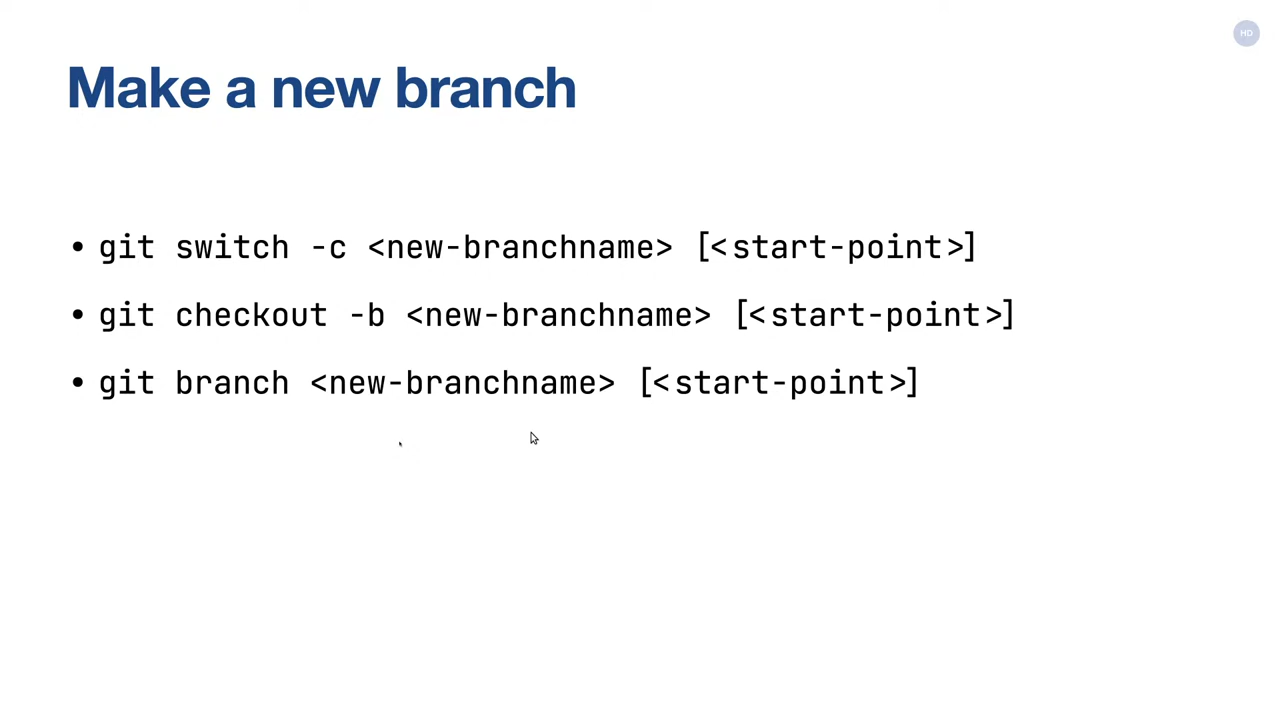 HD
Make a new branch
• git switch -c <new-branchname> [<start-point>]
• git checkout -b <new-branchname> [<start-point>]
• git branch <new-branchname> [<start-point>]